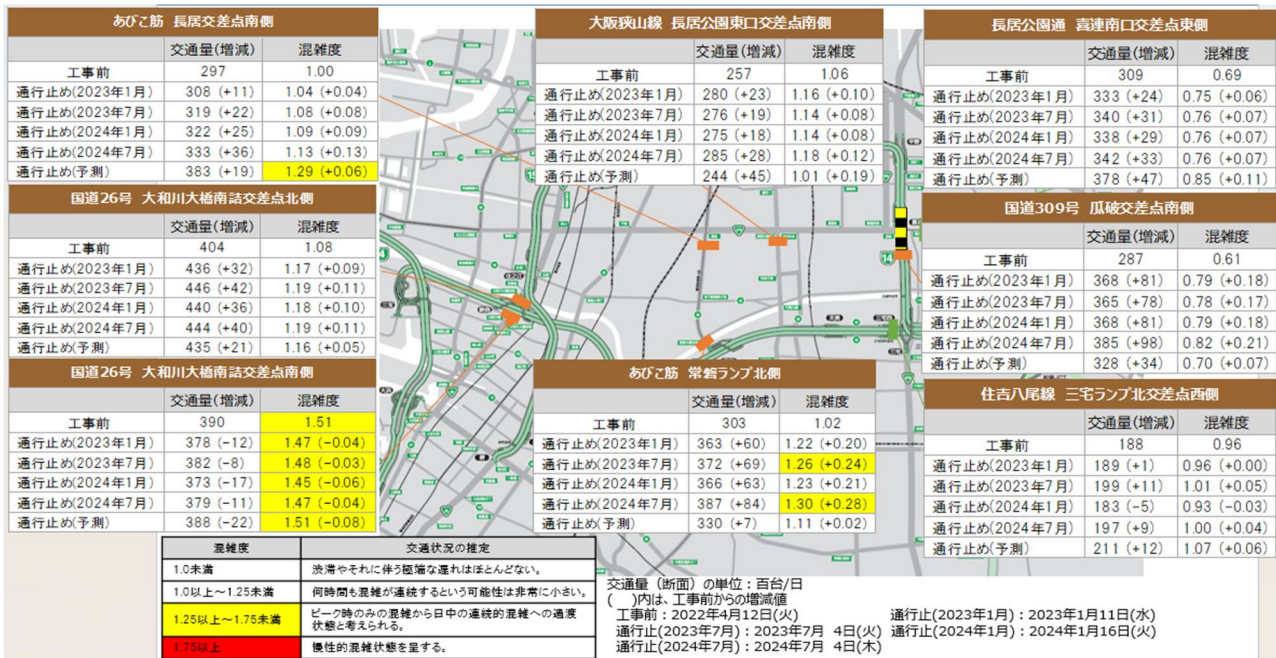 あびこ筋 長居交差点南側
交通量(増減) 混雑度
工事前 297 1.00
通行止め(2023年1月) 308 (+11) 1.04 (+0.04)
通行止め(2023年7月) 319 (+22) 1.08 (+0.08)
通行止め(2024年1月) 322 (+25) 1.09 (+0.09)
通行止め(2024年7月) 333 (+36) 1.13 (+0.13)
通行止め(予測) 383 (+19) 1.29 (+0.06)
国道26号 大和川大橋南詰交差点北側
交通量(増減) 混雑度
工事前 404 1.08
通行止め(2023年1月) 436 (+32) 1.17 (+0.09)
通行止め(2023年7月) 446 (+42) 1.19 (+0.11)
通行止め(2024年1月) 440 (+36) 1.18 (+0.10)
通行止め(2024年7月) 444 (+40) 1.19 (+0.11)
通行止め(予測) 435 (+21) 1.16 (+0.05)
国道26号 大和川大橋南詰交差点南側
交通量(増減) 混雑度
工事前 390 1.51
通行止め(2023年1月) 378 (-12) 1.47 (-0.04)
通行止め(2023年7月) 382 (-8) 1.48 (-0.03)
通行止め(2024年1月) 373 (-17) 1.45 (-0.06)
通行止め(2024年7月) 379 (-11) 1.47 (-0.04)
通行止め(予測) 388 (-22) 1.51 (-0.08)
大阪狭山線 長居公園東口交差点南側
交通量(増減) 混雑度
工事前 257 1.06
通行止め(2023年1月) 280 (+23) 1.16 (+0.10)
通行止め(2023年7月) 276 (+19) 1.14 (+0.08)
通行止め(2024年1月) 275 (+18) 1.14 (+0.08)
通行止め(2024年7月) 285 (+28) 1.18 (+0.12)
通行止め(予測) 244 (+45) 1.01 (+0.19)
あびこ筋 常磐ランプ北側
交通量(増減) 混雑度
工事前 303 1.02
通行止め(2023年1月) 363 (+60) 1.22 (+0.20)
通行止め(2023年7月) 372 (+69) 1.26 (+0.24)
通行止め(2024年1月) 366 (+63) 1.23 (+0.21)
通行止め(2024年7月) 387 (+84) 1.30 (+0.28)
通行止め(予測) 330 (+7) 1.11 (+0.02)
長居公園通 喜連南口交差点東側
交通量(増減) 混雑度
工事前 309 0.69
通行止め(2023年1月) 333 (+24) 0.75 (+0.06)
通行止め(2023年7月) 340 (+31) 0.76 (+0.07)
通行止め(2024年1月) 338 (+29) 0.76 (+0.07)
通行止め(2024年7月) 342 (+33) 0.76 (+0.07)
通行止め(予測) 378 (+47) 0.85 (+0.11)
国道309号 瓜破交差点南側
交通量(増減) 混雑度
工事前 287 0.61
通行止め(2023年1月) 368 (+81) 0.79 (+0.18)
通行止め(2023年7月) 365 (+78) 0.78 (+0.17)
通行止め(2024年1月) 368 (+81) 0.79 (+0.18)
通行止め(2024年7月) 385 (+98) 0.82 (+0.21)
通行止め(予測) 328 (+34) 0.70 (+0.07)
住吉八尾線 三宅ランプ北交差点西側
交通量(増減) 混雑度
工事前 188 0.96
通行止め(2023年1月) 189 (+1) 0.96 (+0.00)
通行止め(2023年7月) 199 (+11) 1.01 (+0.05)
通行止め(2024年1月) 183 (-5) 0.93 (-0.03)
通行止め(2024年7月) 197 (+9) 1.00 (+0.04)
通行止め(予測) 211 (+12) 1.07 (+0.06)
15
14
混雑度 交通状況の推定
1.0未満 渋滞やそれに伴う極端な遅れはほとんどない。
1.0以上～1.25未満 何時間も混雑が連続するという可能性は非常に小さい。
1.25以上～1.75未満 ピーク時のみの混雑から日中の連続的混雑への過渡
状態と考えられる。
1.75以上 慢性的混雑状態を呈する。
交通量（断面）の単位：百台/日
( )内は、工事前からの増減値
工事前：2022年4月12日(火) 通行止(2023年1月)：2023年1月11日(水)
通行止(2023年7月)：2023年7月 4日(火) 通行止(2024年1月)：2024年1月16日(火)
通行止(2024年7月)：2024年7月 4日(木)